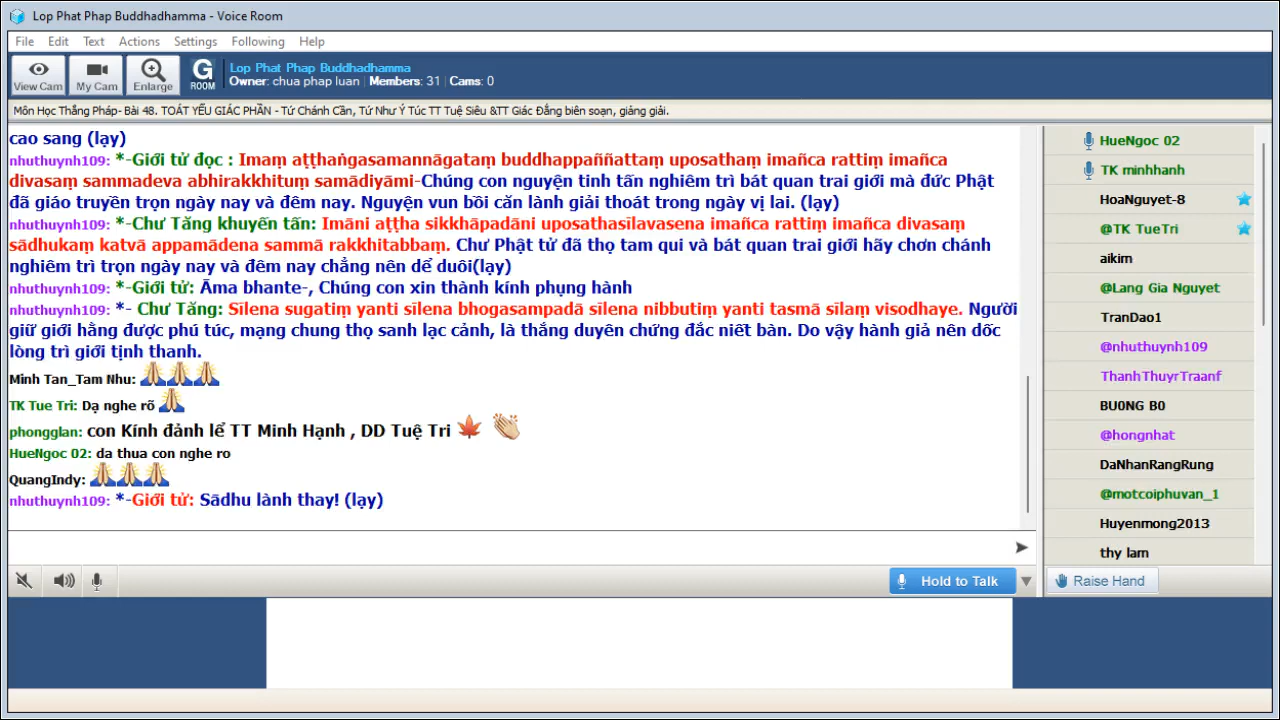 Lop Phat Phap Buddhadhamma - Voice Room
File Edit Text Actions Settings Following Help
View Cam My Cam Enlarge G ROOM
Lop Phat Phap Buddhadhamma
Owner: chua phap luan | Members: 31 | Cams: 0
Môn Học Thắng Pháp- Bài 48. TOÁT YẾU GIÁC PHẦN - Tứ Chánh Cần, Tứ Như Ý Túc TT Tuệ Siêu &TT Giác Đẳng biên soạn, giảng giải.
cao sang (lạy)
nhuthuynh109: *-Giới tử đọc : Imaṃ aṭṭhaṅgasamannāgataṃ buddhappaññattaṃ uposathaṃ imañca rattiṃ imañca
divasaṃ sammadeva abhirakkhituṃ samādiyāmi-Chúng con nguyện tinh tấn nghiêm trì bát quan trai giới mà đức Phật
đã giáo truyền trọn ngày nay và đêm nay. Nguyện vun bồi căn lành giải thoát trong ngày vị lai. (lạy)
nhuthuynh109: *-Chư Tăng khuyến tấn: Imāni aṭṭha sikkhāpadāni uposathasīlavasena imañca rattiṃ imañca divasaṃ
sādhukaṃ katvā appamādena sammā rakkhitabbaṃ. Chư Phật tử đã thọ tam qui và bát quan trai giới hãy chơn chánh
nghiêm trì trọn ngày nay và đêm nay chẳng nên dể duôi(lạy)
nhuthuynh109: *-Giới tử: Āma bhante-, Chúng con xin thành kính phụng hành
nhuthuynh109: *- Chư Tăng: Sīlena sugatiṃ yanti sīlena bhogasampadā sīlena nibbutiṃ yanti tasmā sīlaṃ visodhaye. Người
giữ giới hằng được phú túc, mạng chung thọ sanh lạc cảnh, là thắng duyên chứng đắc niết bàn. Do vậy hành giả nên dốc
lòng trì giới tịnh thanh.
Minh Tan_Tam Nhu:
TK Tue Tri: Dạ nghe rõ
phongglan: con Kính đảnh lể TT Minh Hạnh , DD Tuệ Tri
HueNgoc 02: da thua con nghe ro
QuangIndy:
nhuthuynh109: *-Giới tử: Sādhu lành thay! (lạy)
Hold to Talk
HueNgoc 02
TK minhhanh
HoaNguyet-8
@TK TueTri
aikim
@Lang Gia Nguyet
TranDao1
@nhuthuynh109
ThanhThuyrTraanf
BU0NG B0
@hongnhat
DaNhanRangRung
@motcoiphuvan_1
Huyenmong2013
thy lam
Raise Hand